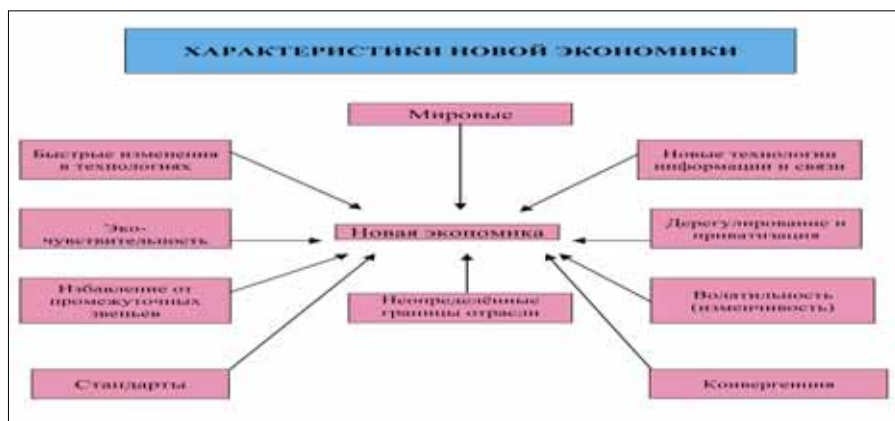 ХАРАКТЕРИСТИКИ НОВОЙ ЭКОНОМИКИ
Мировые
Быстрые изменения
в технологиях
Новые технологии
информации и связи
Эко-
чувствительность
Новая экономика
Дерегулирование и
приватизация
Избавление от
промежуточных
звеньев
Неопределённые
границы отрасли
Волатильность
(изменчивость)
Стандарты
Конвергенция